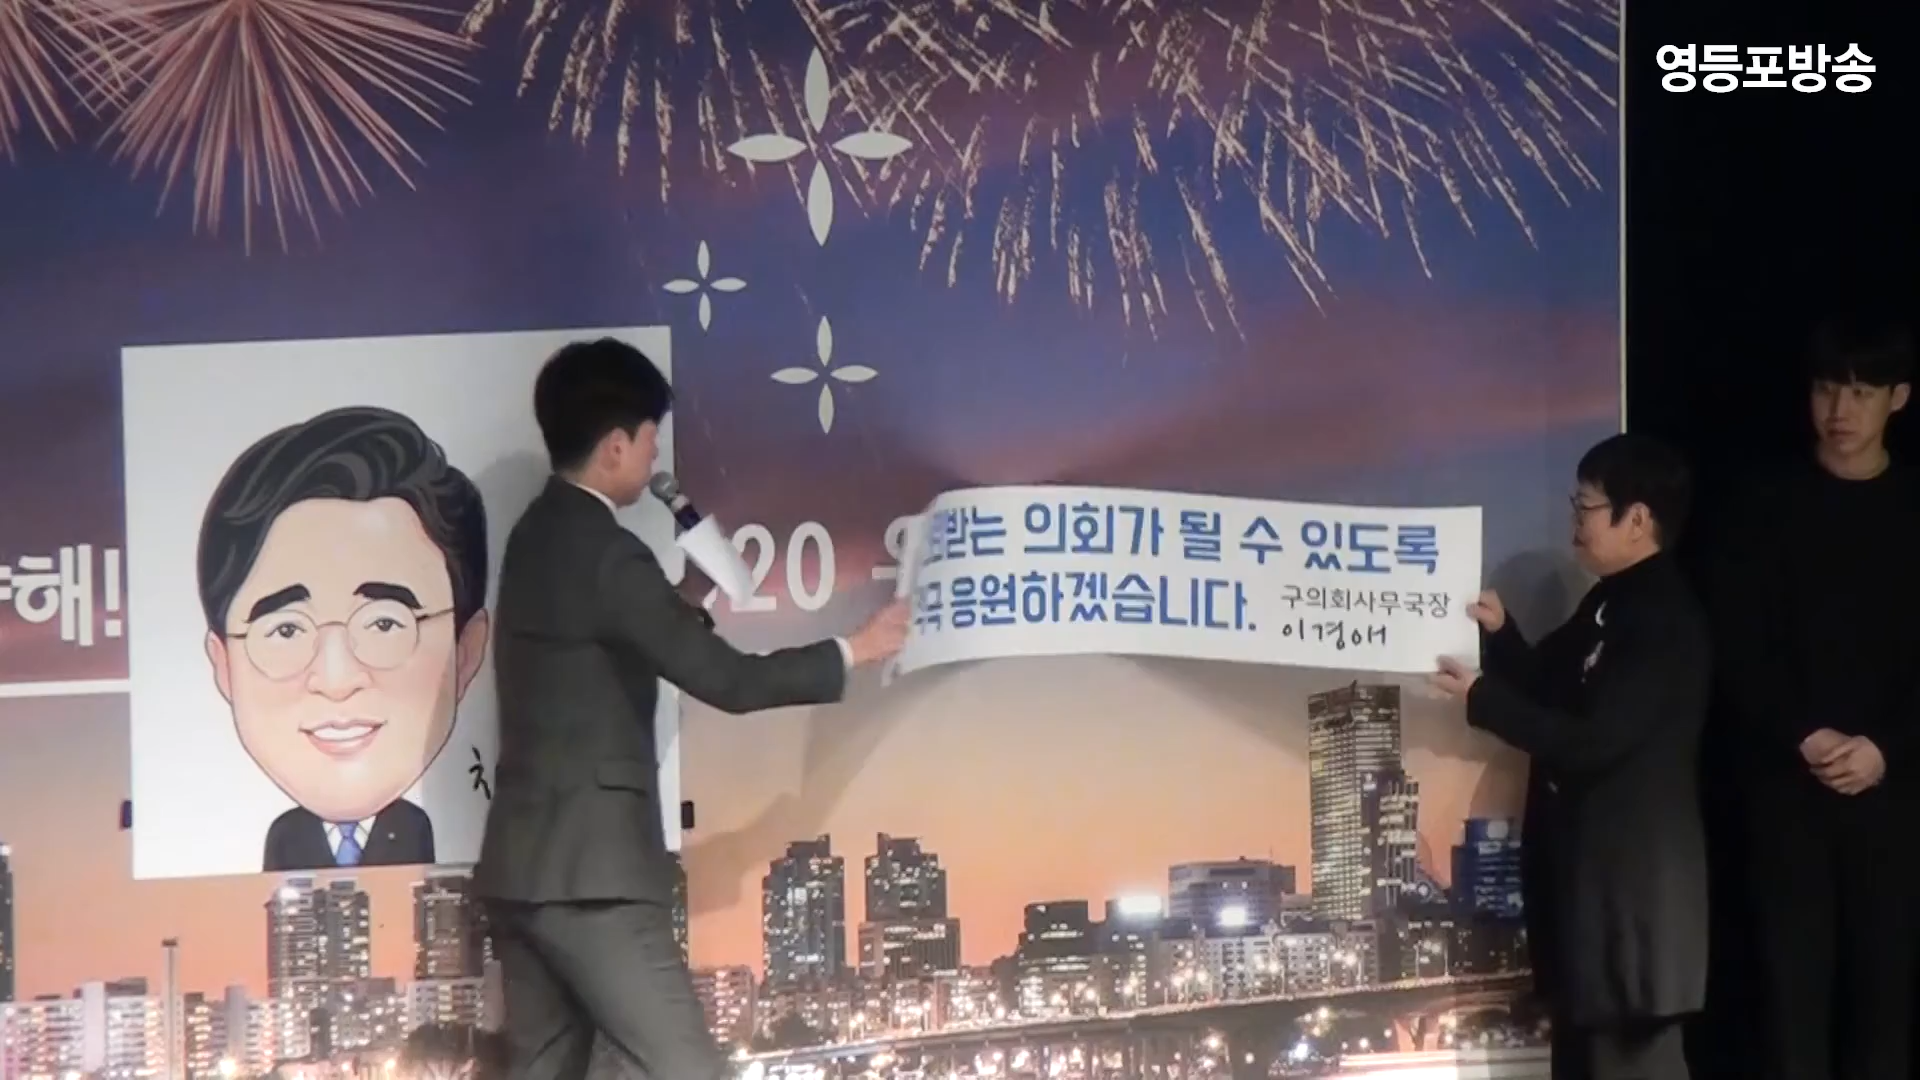 영등포방송
해!
20
받는 의회가 될 수 있도록
응원하겠습니다. 구의회사무국장
이경애